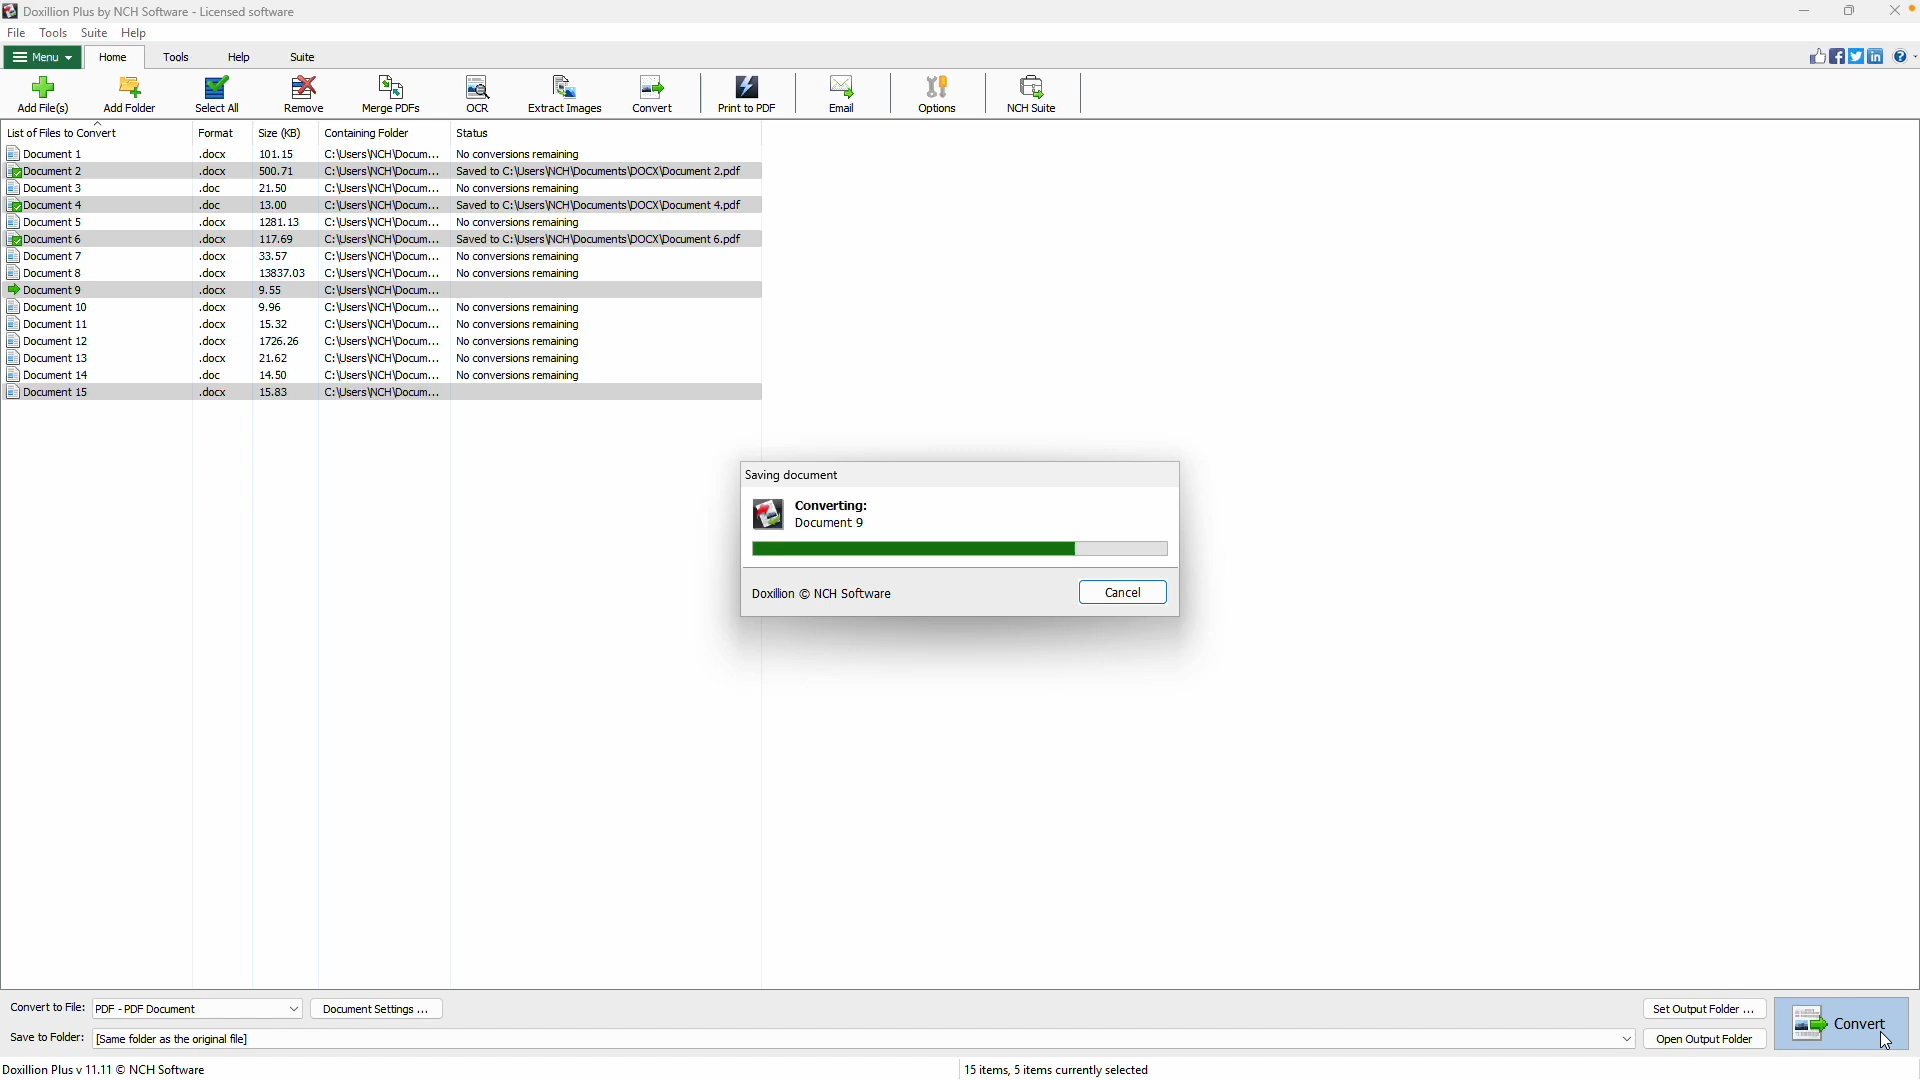 Doxillion Plus by NCH Software - Licensed software
File Tools Suite Help
Menu Home Tools Help Suite
Add File(s) Add Folder Select All Remove Merge PDFs OCR Extract Images Convert Print to PDF Email Options NCH Suite
List of Files to Convert Format Size (KB) Containing Folder Status
Document 1 .docx 101.15 C:\Users\NCH\Docum... No conversions remaining
Document 2 .docx 500.71 C:\Users\NCH\Docum... Saved to C:\Users\NCH\Documents\DOCX\Document 2.pdf
Document 3 .doc 21.50 C:\Users\NCH\Docum... No conversions remaining
Document 4 .doc 13.00 C:\Users\NCH\Docum... Saved to C:\Users\NCH\Documents\DOCX\Document 4.pdf
Document 5 .docx 1281.13 C:\Users\NCH\Docum... No conversions remaining
Document 6 .docx 117.69 C:\Users\NCH\Docum... Saved to C:\Users\NCH\Documents\DOCX\Document 6.pdf
Document 7 .docx 33.57 C:\Users\NCH\Docum... No conversions remaining
Document 8 .docx 13837.03 C:\Users\NCH\Docum... No conversions remaining
Document 9 .docx 9.55 C:\Users\NCH\Docum...
Document 10 .docx 9.96 C:\Users\NCH\Docum... No conversions remaining
Document 11 .docx 15.32 C:\Users\NCH\Docum... No conversions remaining
Document 12 .docx 1726.26 C:\Users\NCH\Docum... No conversions remaining
Document 13 .docx 21.62 C:\Users\NCH\Docum... No conversions remaining
Document 14 .doc 14.50 C:\Users\NCH\Docum... No conversions remaining
Document 15 .docx 15.83 C:\Users\NCH\Docum...
Saving document
Converting:
Document 9
Doxillion © NCH Software Cancel
Convert to File: PDF - PDF Document Document Settings ... Set Output Folder ...
Convert
Save to Folder: [Same folder as the original file] Open Output Folder
Doxillion Plus v 11.11 © NCH Software 15 items, 5 items currently selected